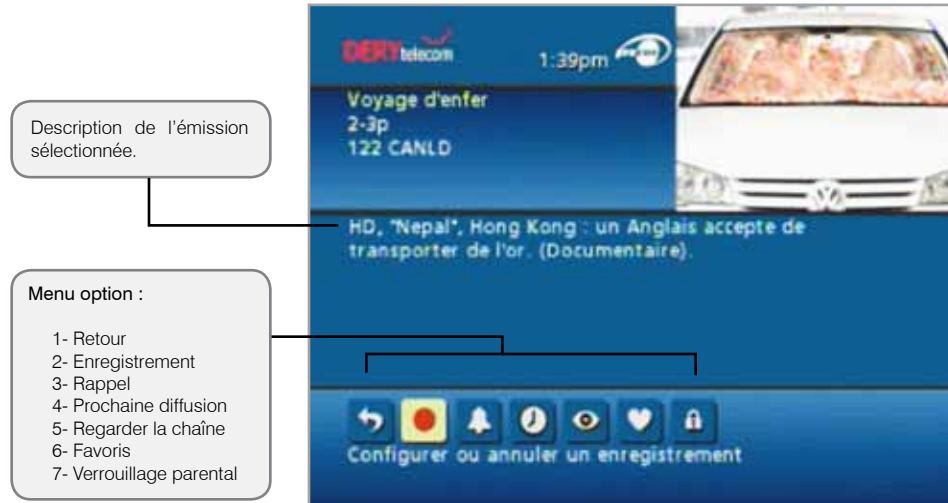 DERY telecom
1:39pm
Voyage d'enfer
2-3p
122 CANLD
Description de l'émission
sélectionnée.
HD, "Nepal", Hong Kong : un Anglais accepte de
transporter de l'or. (Documentaire).
Menu option :
1- Retour
2- Enregistrement
3- Rappel
4- Prochaine diffusion
5- Regarder la chaîne
6- Favoris
7- Verrouillage parental
Configurer ou annuler un enregistrement